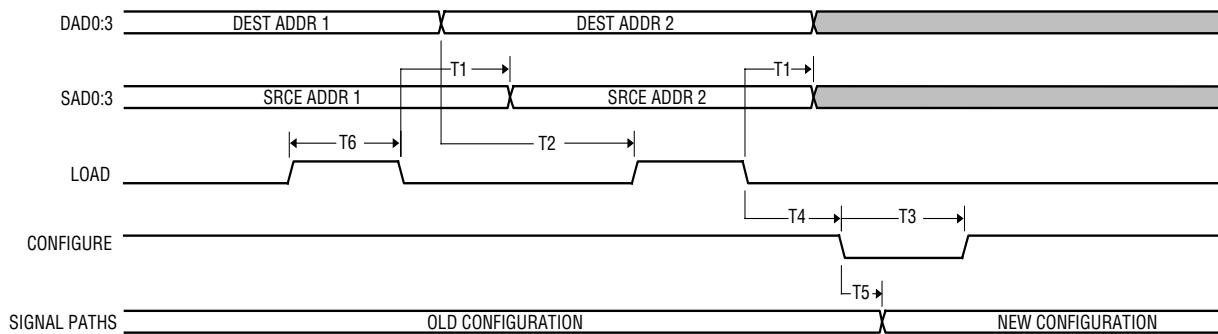 DAD0:3 DEST ADDR 1 DEST ADDR 2
T1 T1
SAD0:3 SRCE ADDR 1 SRCE ADDR 2
T6 T2
LOAD
T4 T3
CONFIGURE
T5
SIGNAL PATHS OLD CONFIGURATION NEW CONFIGURATION